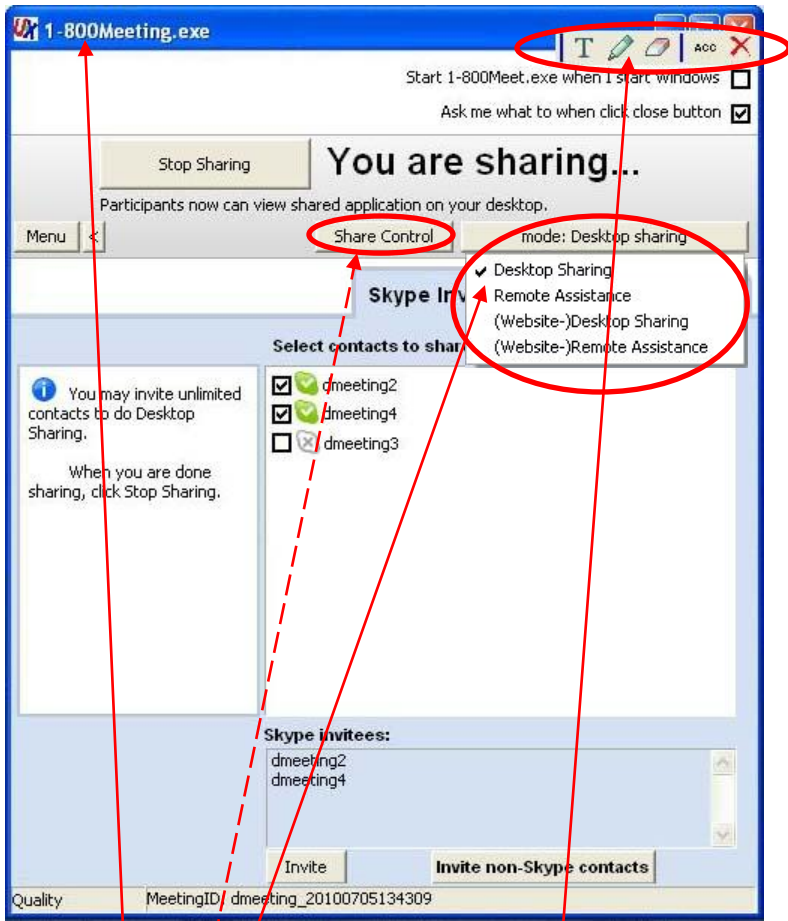 1-800Meeting.exe
T ACC
Start 1-800Meet.exe when I start Windows
Ask me what to when click close button
Stop Sharing
You are sharing...
Participants now can view shared application on your desktop.
Menu < Share Control mode: Desktop sharing
Desktop Sharing
Remote Assistance
(Website-)Desktop Sharing
(Website-)Remote Assistance
Skype
Select contacts to
You may invite unlimited
contacts to do Desktop
Sharing.
When you are done
sharing, click Stop Sharing.
dmeeting2
dmeeting4
dmeeting3
Skype invitees:
dmeeting2
dmeeting4
Invite
Invite non-Skype contacts
Quality
MeetingID: dmeeting_20100705134309